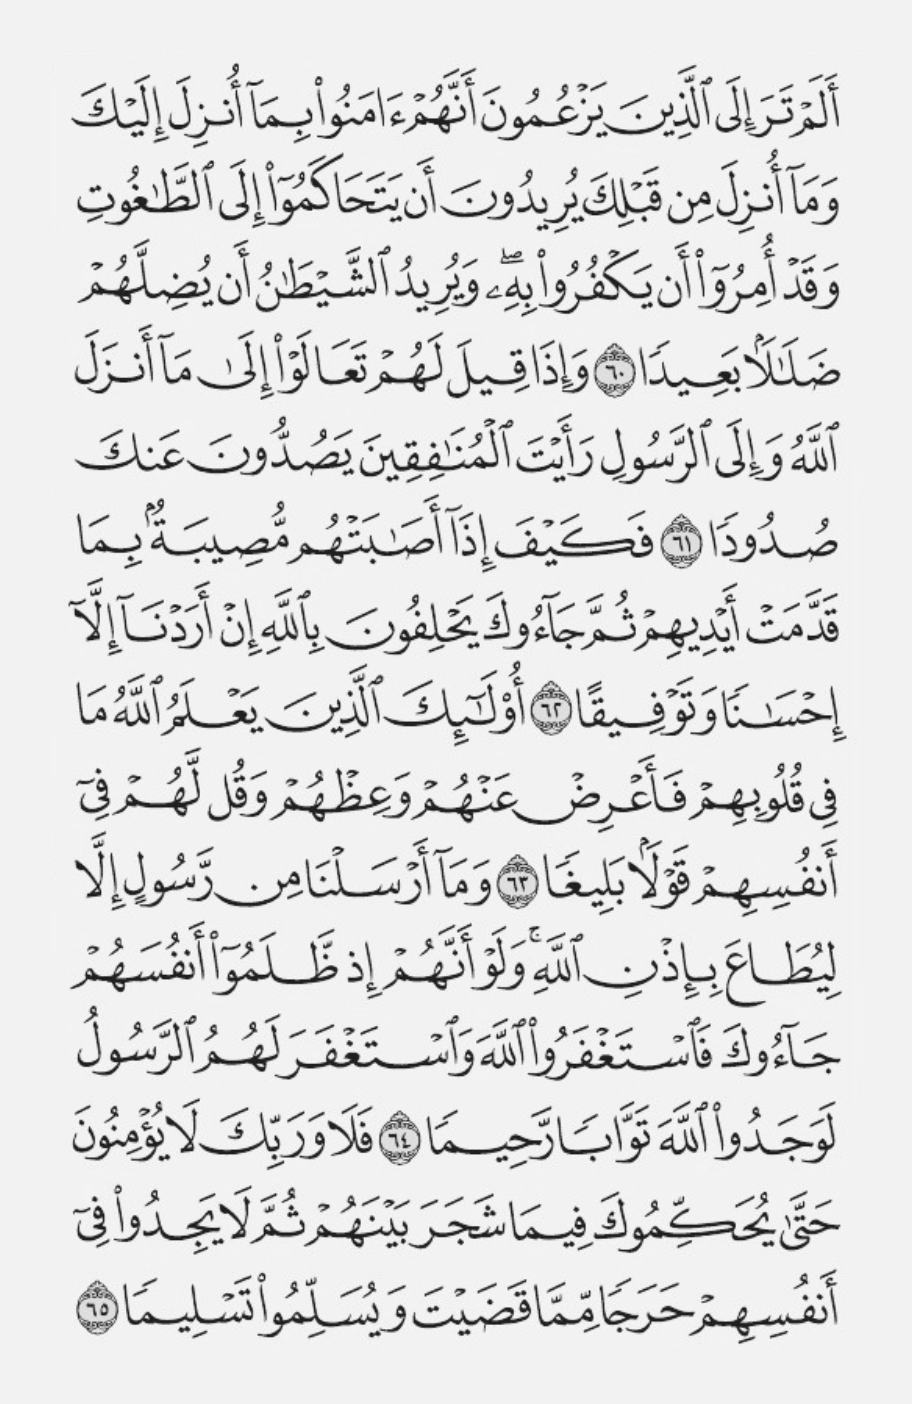 أَلَمْ تَرَ إِلَى ٱلَّذِينَ يَزْعُمُونَ أَنَّهُمْ ءَامَنُوا۟ بِمَآ أُنزِلَ إِلَيْكَ
وَمَآ أُنزِلَ مِن قَبْلِكَ يُرِيدُونَ أَن يَتَحَاكَمُوٓا۟ إِلَى ٱلطَّـٰغُوتِ
وَقَدْ أُمِرُوٓا۟ أَن يَكْفُرُوا۟ بِهِۦۖ وَيُرِيدُ ٱلشَّيْطَـٰنُ أَن يُضِلَّهُمْ
ضَلَـٰلًۢا بَعِيدًا ٦٠ وَإِذَا قِيلَ لَهُمْ تَعَالَوْا۟ إِلَىٰ مَآ أَنزَلَ
ٱللَّهُ وَإِلَى ٱلرَّسُولِ رَأَيْتَ ٱلْمُنَـٰفِقِينَ يَصُدُّونَ عَنكَ
صُدُودًا ٦١ فَكَيْفَ إِذَآ أَصَـٰبَتْهُم مُّصِيبَةٌۢ بِمَا
قَدَّمَتْ أَيْدِيهِمْ ثُمَّ جَآءُوكَ يَحْلِفُونَ بِٱللَّهِ إِنْ أَرَدْنَآ إِلَّآ
إِحْسَـٰنًا وَتَوْفِيقًا ٦٢ أُو۟لَـٰٓئِكَ ٱلَّذِينَ يَعْلَمُ ٱللَّهُ مَا
فِى قُلُوبِهِمْ فَأَعْرِضْ عَنْهُمْ وَعِظْهُمْ وَقُل لَّهُمْ فِىٓ
أَنفُسِهِمْ قَوْلًۢا بَلِيغًا ٦٣ وَمَآ أَرْسَلْنَا مِن رَّسُولٍ إِلَّا
لِيُطَاعَ بِإِذْنِ ٱللَّهِۚ وَلَوْ أَنَّهُمْ إِذ ظَّلَمُوٓا۟ أَنفُسَهُمْ
جَآءُوكَ فَٱسْتَغْفَرُوا۟ ٱللَّهَ وَٱسْتَغْفَرَ لَهُمُ ٱلرَّسُولُ
لَوَجَدُوا۟ ٱللَّهَ تَوَّابًا رَّحِيمًا ٦٤ فَلَا وَرَبِّكَ لَا يُؤْمِنُونَ
حَتَّىٰ يُحَكِّمُوكَ فِيمَا شَجَرَ بَيْنَهُمْ ثُمَّ لَا يَجِدُوا۟ فِىٓ
أَنفُسِهِمْ حَرَجًا مِّمَّا قَضَيْتَ وَيُسَلِّمُوا۟ تَسْلِيمًا ٦٥